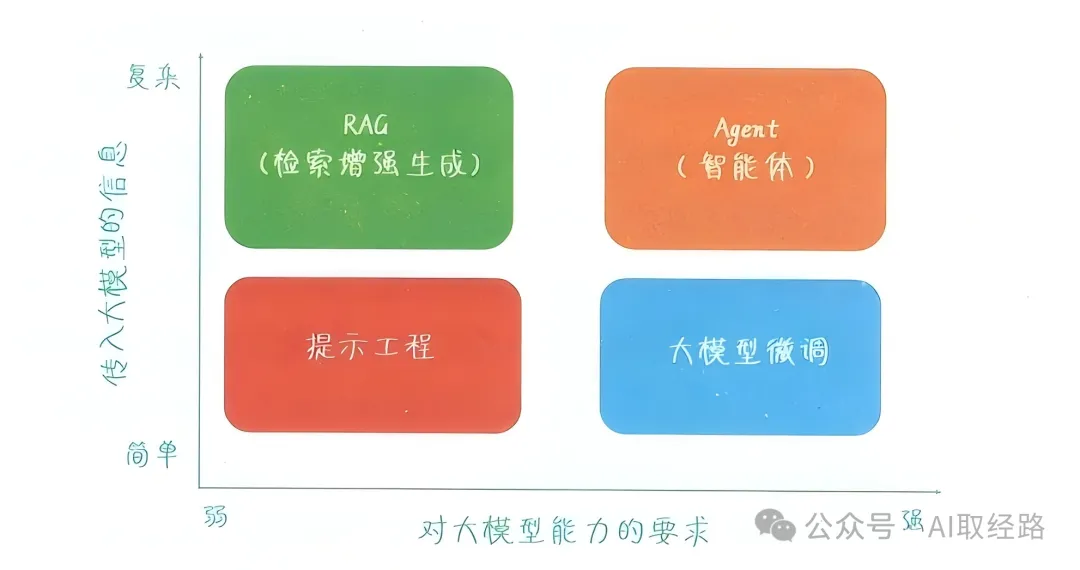 复杂
传入大模型的信息
简单
RAG
(检索增强生成)
Agent
(智能体)
提示工程
大模型微调
弱
对大模型能力的要求
强
公众号 AI取经路